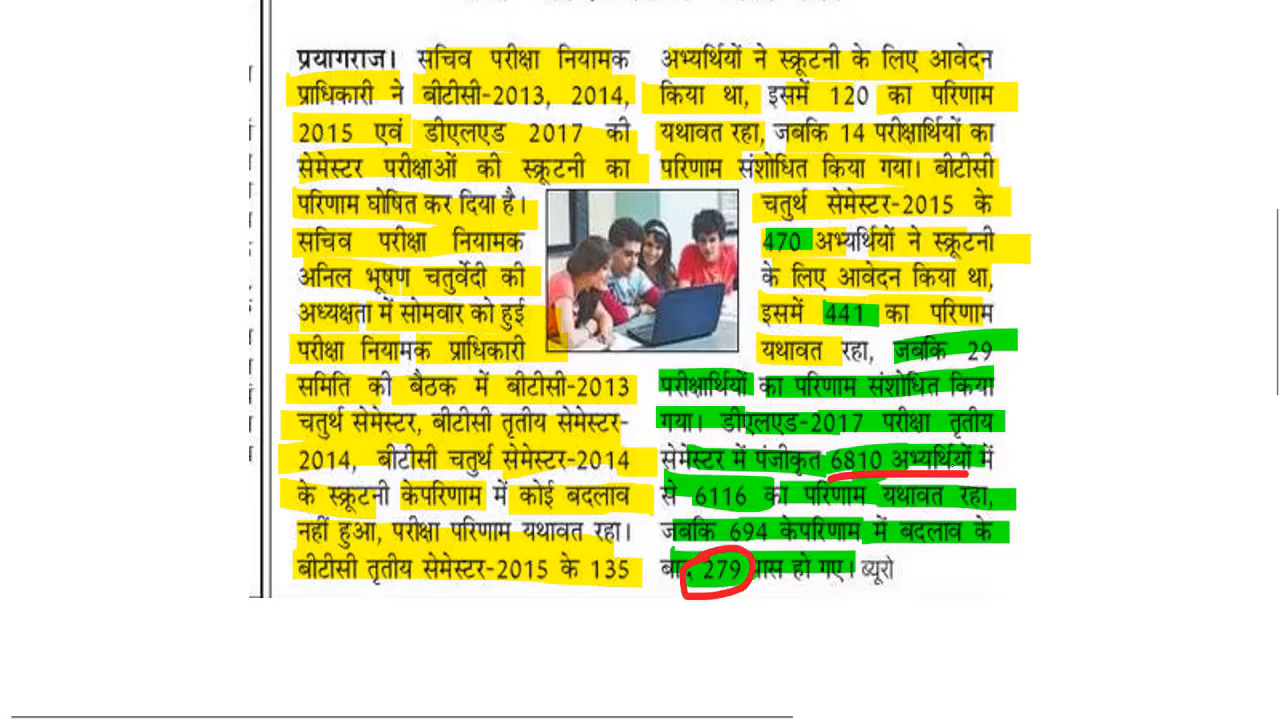 प्रयागराज। सचिव परीक्षा नियामक
प्राधिकारी ने बीटीसी-2013, 2014,
2015 एवं डीएलएड 2017 की
सेमेस्टर परीक्षाओं की स्क्रूटनी का
परिणाम घोषित कर दिया है।
सचिव परीक्षा नियामक
अनिल भूषण चतुर्वेदी की
अध्यक्षता में सोमवार को हुई
परीक्षा नियामक प्राधिकारी
समिति की बैठक में बीटीसी-2013
चतुर्थ सेमेस्टर, बीटीसी तृतीय सेमेस्टर-
2014, बीटीसी चतुर्थ सेमेस्टर-2014
के स्क्रूटनी केपरिणाम में कोई बदलाव
नहीं हुआ, परीक्षा परिणाम यथावत रहा।
बीटीसी तृतीय सेमेस्टर-2015 के 135
अभ्यर्थियों ने स्क्रूटनी के लिए आवेदन
किया था, इसमें 120 का परिणाम
यथावत रहा, जबकि 14 परीक्षार्थियों का
परिणाम संशोधित किया गया। बीटीसी
चतुर्थ सेमेस्टर-2015 के
470 अभ्यर्थियों ने स्क्रूटनी
के लिए आवेदन किया था,
इसमें 441 का परिणाम
यथावत रहा, जबकि 29
परीक्षार्थियों का परिणाम संशोधित किया
गया। डीएलएड-2017 परीक्षा तृतीय
सेमेस्टर में पंजीकृत 6810 अभ्यर्थियों में
से 6116 का परिणाम यथावत रहा,
जबकि 694 केपरिणाम में बदलाव के
बाद 279 पास हो गए। ब्यूरो